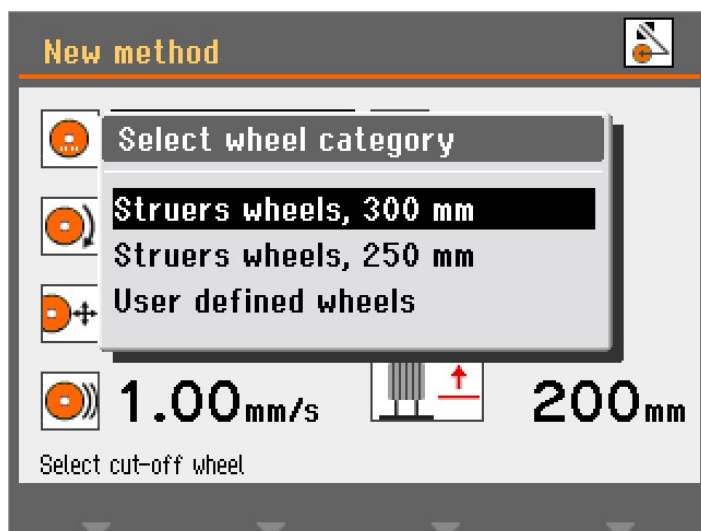 New method
Select wheel category
Struers wheels, 300 mm
Struers wheels, 250 mm
User defined wheels
1.00mm/s
200mm
Select cut-off wheel